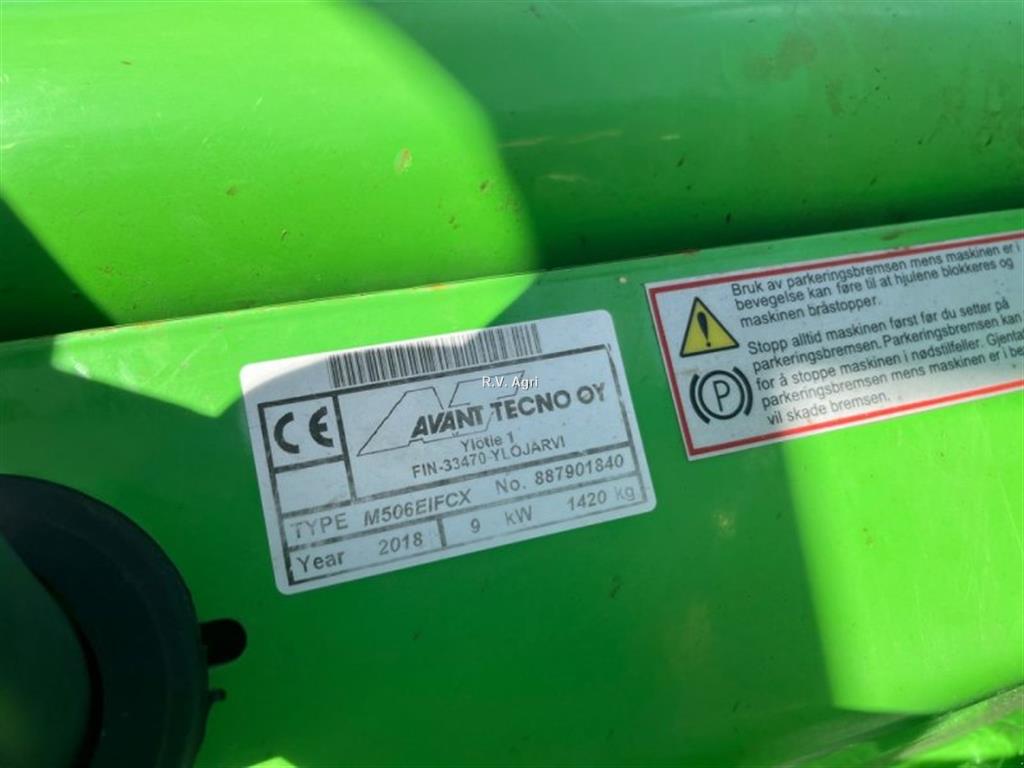 CE
AVANT TECNO OY
Ylötie 1
FIN-33470-YLÖJÄRVI
TYPE M506EIFCX No. 887901840
Year 2018 9 kW 1420 kg
R.V. Agri
Bruk av parkeringsbremsen mens maskinen er i
bevegelse kan føre til at hjulene blokkeres og
maskinen bråstopper.
Stopp alltid maskinen først før du setter på
parkeringsbremsen. Parkeringsbremsen kan
for å stoppe maskinen i nødstilfeller.
parkeringsbremsen mens maskinen er i
vil skade bremsen.
P